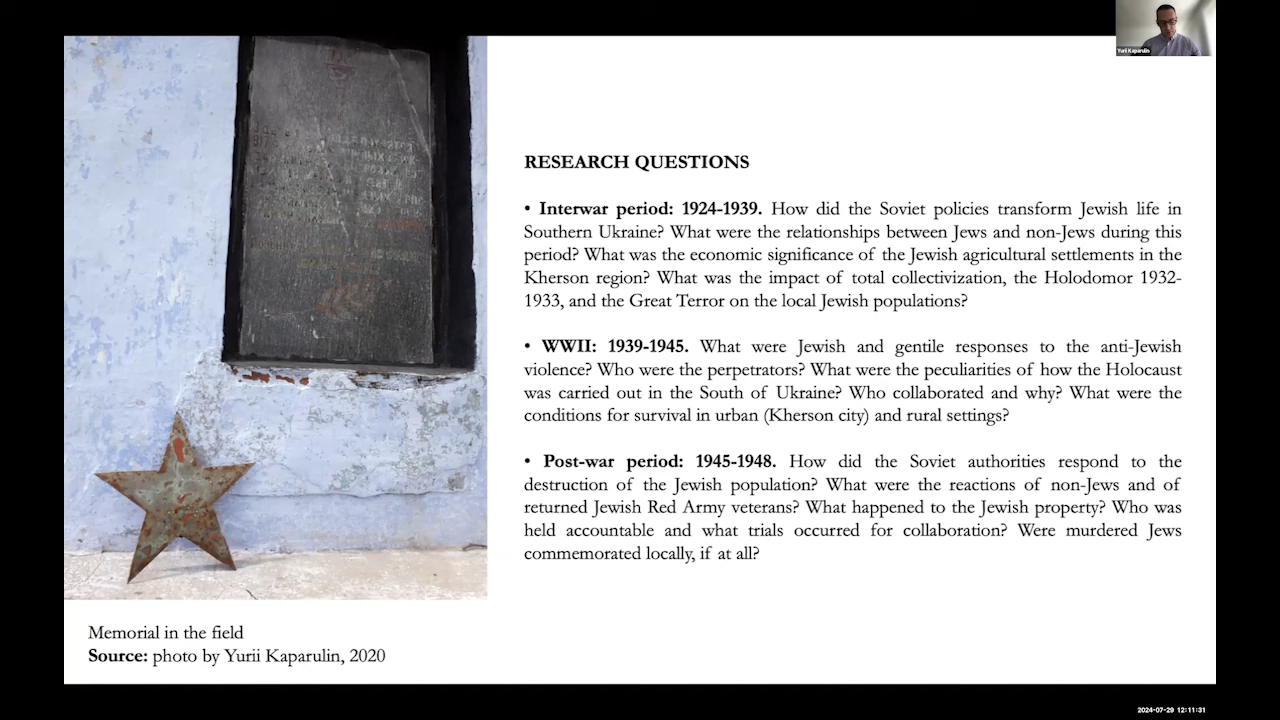 Yurii Kaparulin
RESEARCH QUESTIONS
• Interwar period: 1924-1939. How did the Soviet policies transform Jewish life in
Southern Ukraine? What were the relationships between Jews and non-Jews during this
period? What was the economic significance of the Jewish agricultural settlements in the
Kherson region? What was the impact of total collectivization, the Holodomor 1932-
1933, and the Great Terror on the local Jewish populations?
• WWII: 1939-1945. What were Jewish and gentile responses to the anti-Jewish
violence? Who were the perpetrators? What were the peculiarities of how the Holocaust
was carried out in the South of Ukraine? Who collaborated and why? What were the
conditions for survival in urban (Kherson city) and rural settings?
• Post-war period: 1945-1948. How did the Soviet authorities respond to the
destruction of the Jewish population? What were the reactions of non-Jews and of
returned Jewish Red Army veterans? What happened to the Jewish property? Who was
held accountable and what trials occurred for collaboration? Were murdered Jews
commemorated locally, if at all?
Memorial in the field
Source: photo by Yurii Kaparulin, 2020
2024-07-29 12:11:31